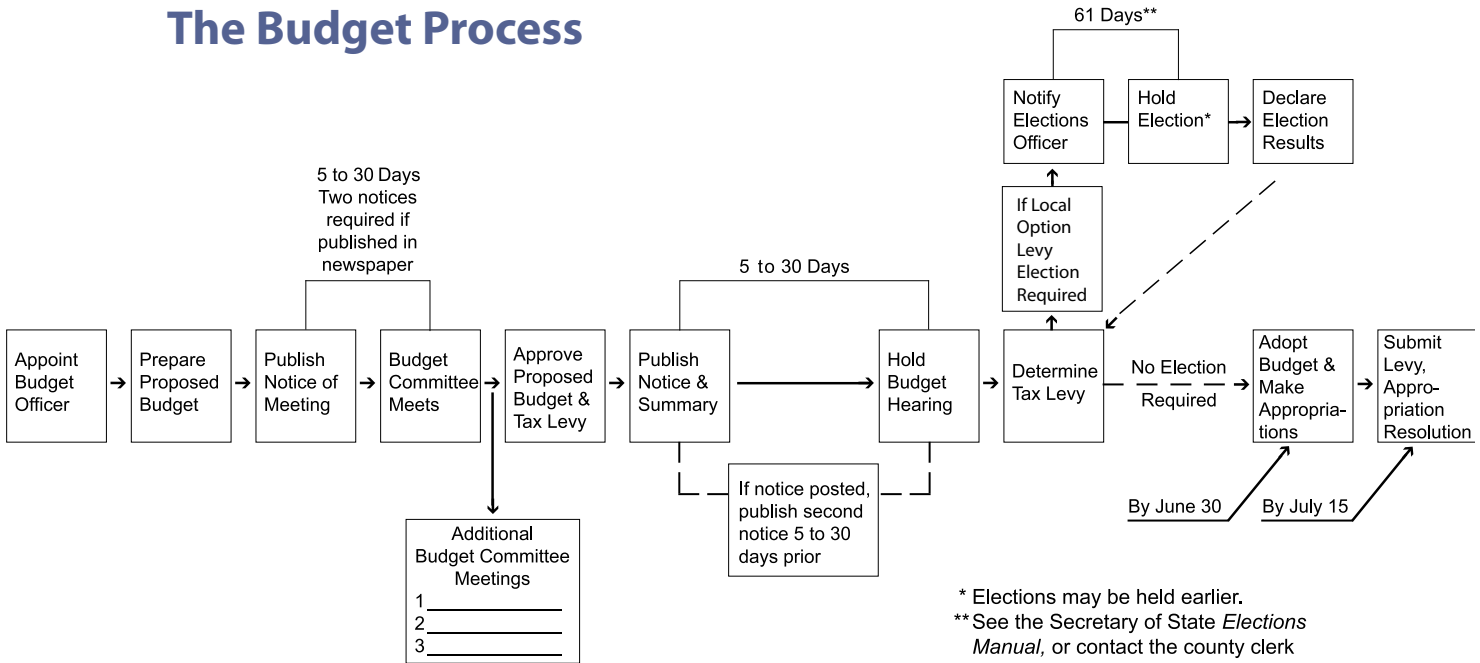 The Budget Process
61 Days**
Notify
Elections
Officer
Hold
Election*
Declare
Election
Results
5 to 30 Days
Two notices
required if
published in
newspaper
If Local
Option
Levy
Election
Required
5 to 30 Days
Appoint
Budget
Officer
Prepare
Proposed
Budget
Publish
Notice of
Meeting
Budget
Committee
Meets
Approve
Proposed
Budget &
Tax Levy
Publish
Notice &
Summary
Hold
Budget
Hearing
Determine
Tax Levy
No Election
Required
Adopt
Budget &
Make
Appropria-
tions
Submit
Levy,
Appro-
priation
Resolution
If notice posted,
publish second
notice 5 to 30
days prior
By June 30
By July 15
Additional
Budget Committee
Meetings
1
2
3
* Elections may be held earlier.
** See the Secretary of State Elections
Manual, or contact the county clerk